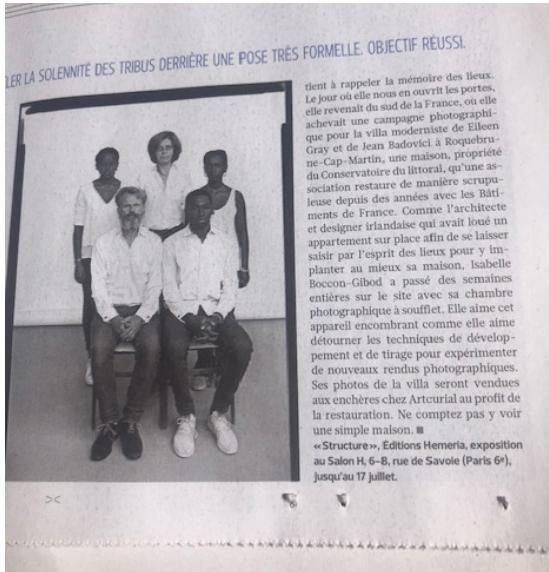 LER LA SOLENNITÉ DES TRIBUS DERRIÈRE UNE POSE TRÈS FORMELLE. OBJECTIF RÉUSSI.
tient à rappeler la mémoire des lieux.
Le jour où elle nous en ouvrit les portes,
elle revenait du sud de la France, où elle
achevait une campagne photographi-
que pour la villa moderniste de Eileen
Gray et de Jean Badovici à Roquebru-
ne-Cap-Martin, une maison, propriété
du Conservatoire du littoral, qu'une as-
sociation restaure de manière scrupu-
leuse depuis des années avec les Bâti-
ments de France. Comme l'architecte
et designer irlandaise qui avait loué un
appartement sur place afin de se laisser
saisir par l'esprit des lieux pour y im-
planter au mieux sa maison, Isabelle
Boccon-Gibod a passé des semaines
entières sur le site avec sa chambre
photographique à soufflet. Elle aime cet
appareil encombrant comme elle aime
détourner les techniques de dévelop-
pement et de tirage pour expérimenter
de nouveaux rendus photographiques.
Ses photos de la villa seront vendues
aux enchères chez Artcurial au profit de
la restauration. Ne comptez pas y voir
une simple maison. ■
«Structure», Éditions Hemeria, exposition
au Salon H, 6-8, rue de Savoie (Paris 6e),
jusqu'au 17 juillet.